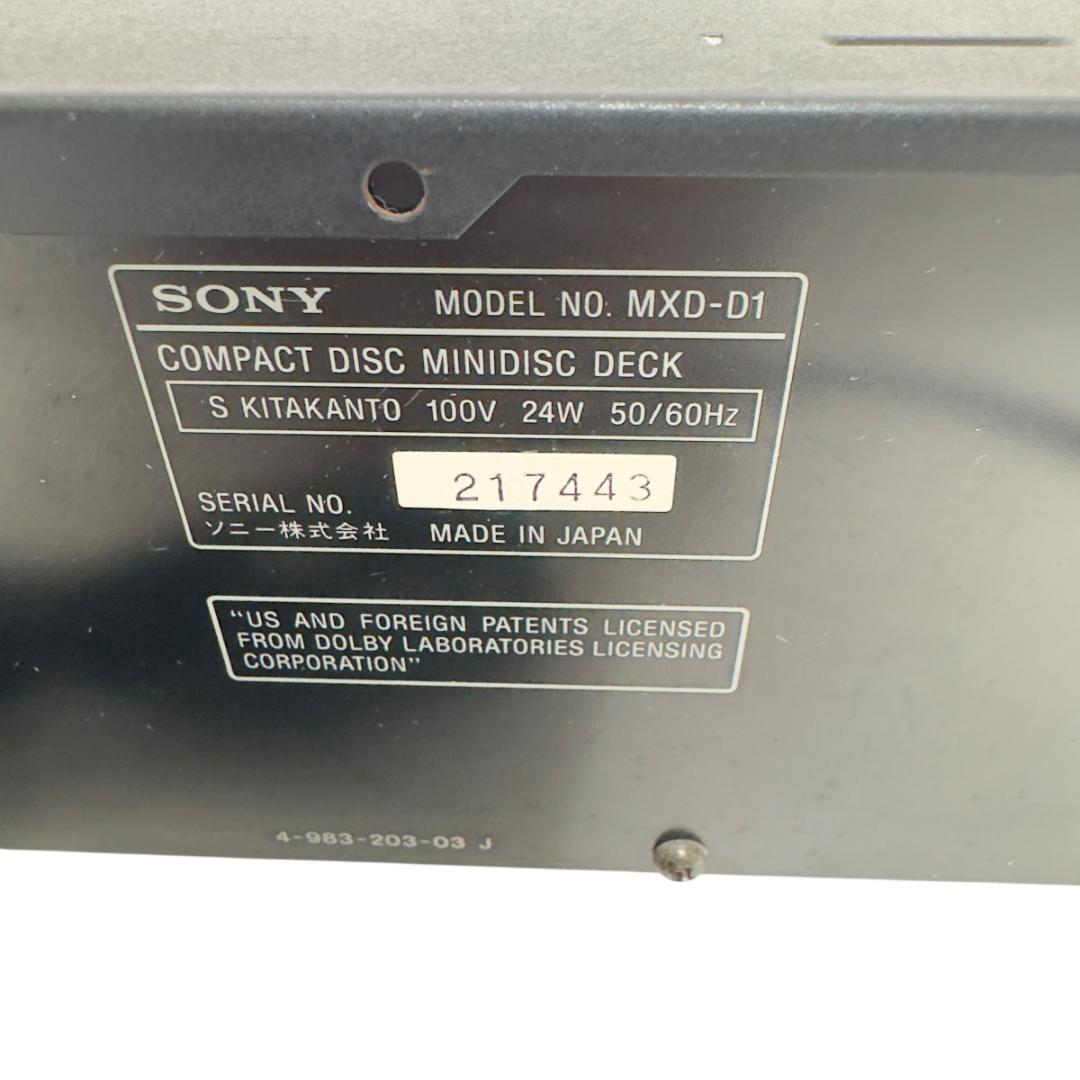 SONY MODEL NO. MXD-D1
COMPACT DISC MINIDISC DECK
S KITAKANTO 100V 24W 50/60Hz
SERIAL NO. 217443
ソニー株式会社 MADE IN JAPAN
"US AND FOREIGN PATENTS LICENSED
FROM DOLBY LABORATORIES LICENSING
CORPORATION"
4-983-203-03 J